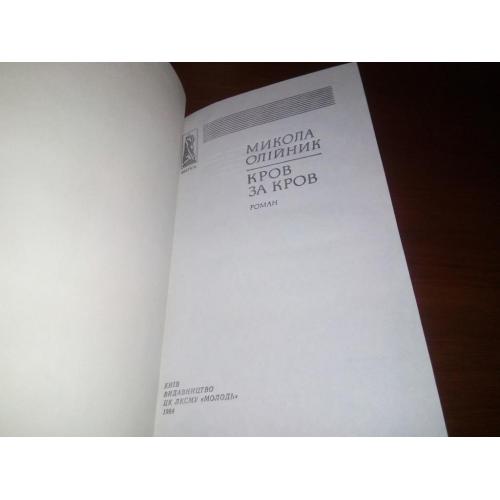 МИКОЛА
ОЛІЙНИК
КРОВ
ЗА КРОВ
РОМАН
КИЇВ
ВИДАВНИЦТВО
ЦК ЛКСМУ «МОЛОДЬ»
1984